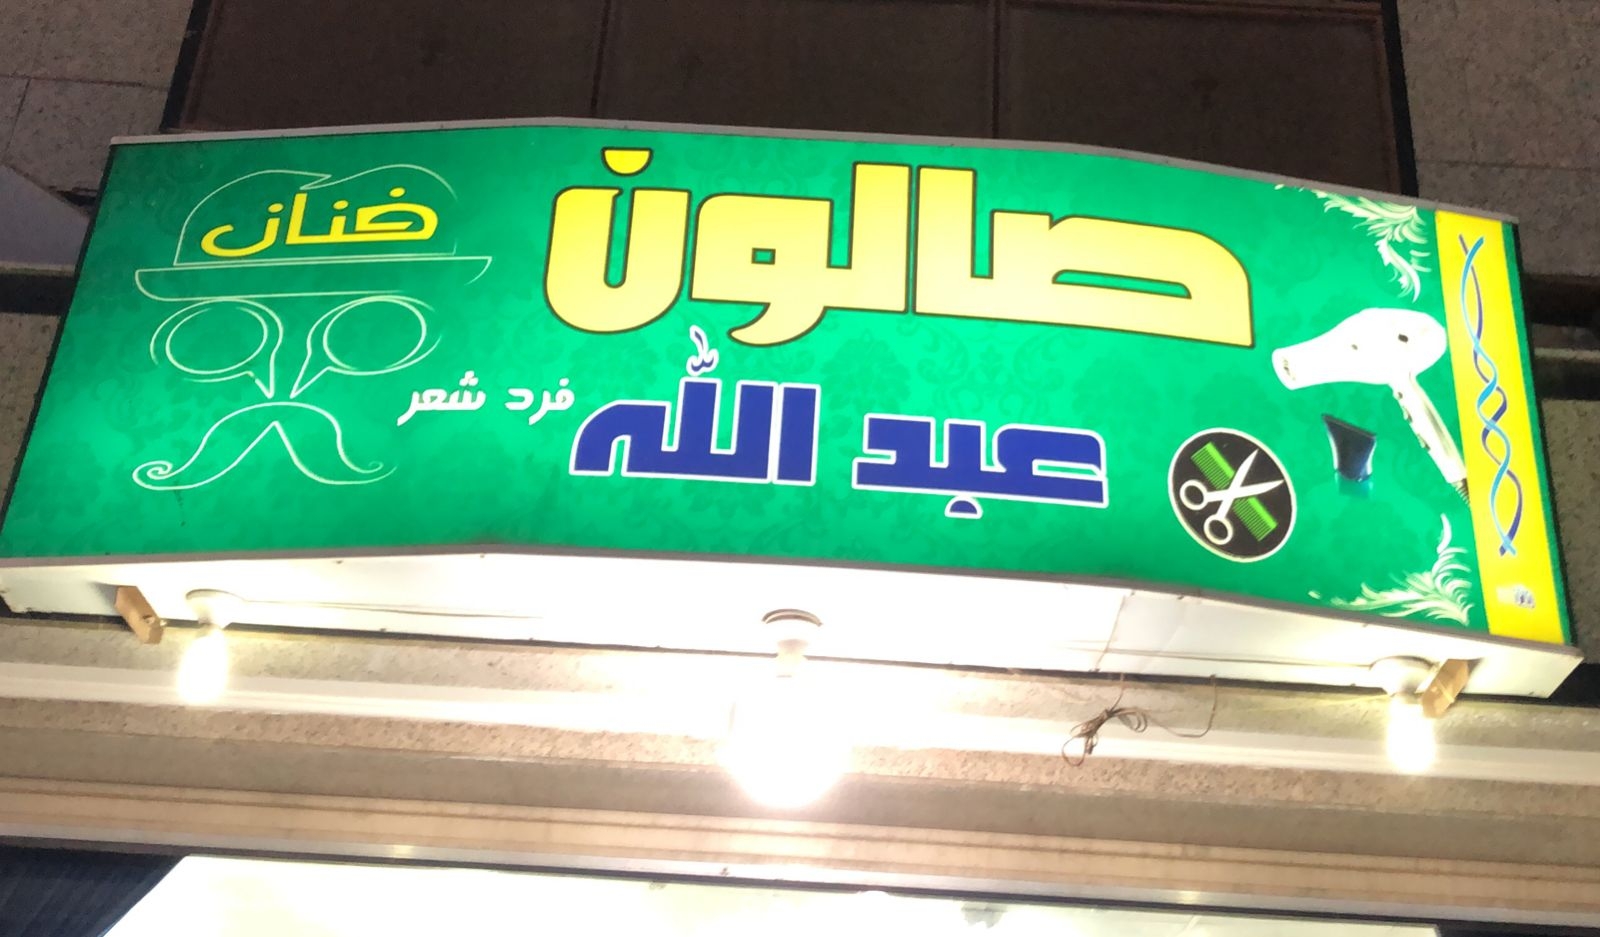 صالون
عبد الله
فرد شعر
فنان